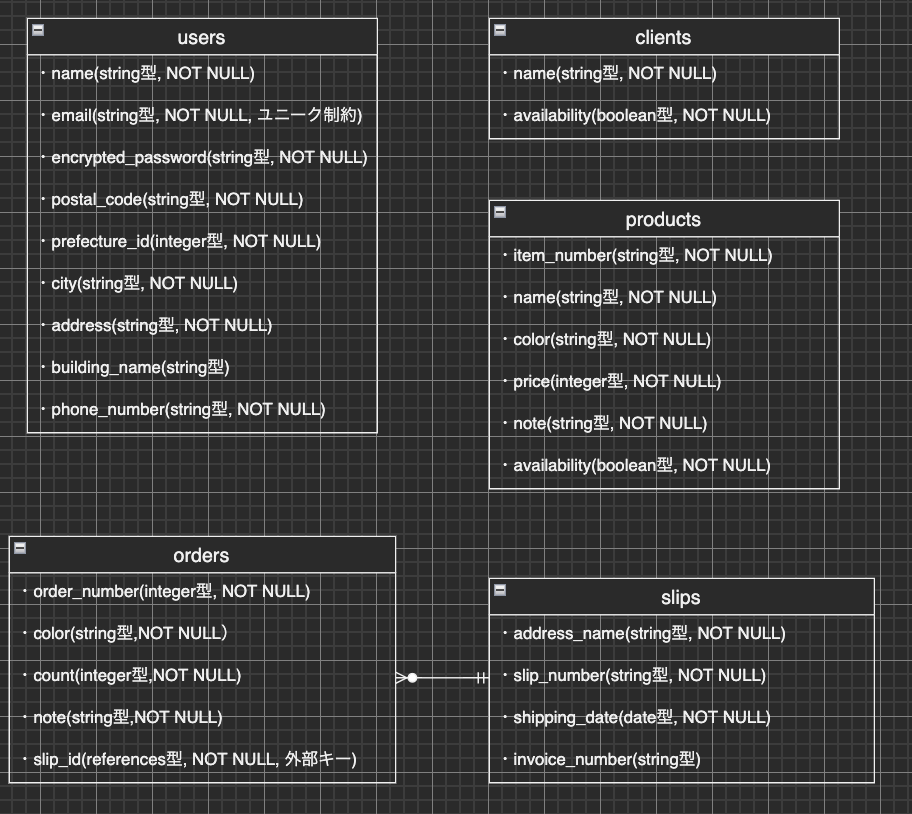 users
・name(string型, NOT NULL)
・email(string型, NOT NULL, ユニーク制約)
・encrypted_password(string型, NOT NULL)
・postal_code(string型, NOT NULL)
・prefecture_id(integer型, NOT NULL)
・city(string型, NOT NULL)
・address(string型, NOT NULL)
・building_name(string型)
・phone_number(string型, NOT NULL)
clients
・name(string型, NOT NULL)
・availability(boolean型, NOT NULL)
products
・item_number(string型, NOT NULL)
・name(string型, NOT NULL)
・color(string型, NOT NULL)
・price(integer型, NOT NULL)
・note(string型, NOT NULL)
・availability(boolean型, NOT NULL)
orders
・order_number(integer型, NOT NULL)
・color(string型,NOT NULL）
・count(integer型,NOT NULL)
・note(string型,NOT NULL)
・slip_id(references型, NOT NULL, 外部キー)
slips
・address_name(string型, NOT NULL)
・slip_number(string型, NOT NULL)
・shipping_date(date型, NOT NULL)
・invoice_number(string型)